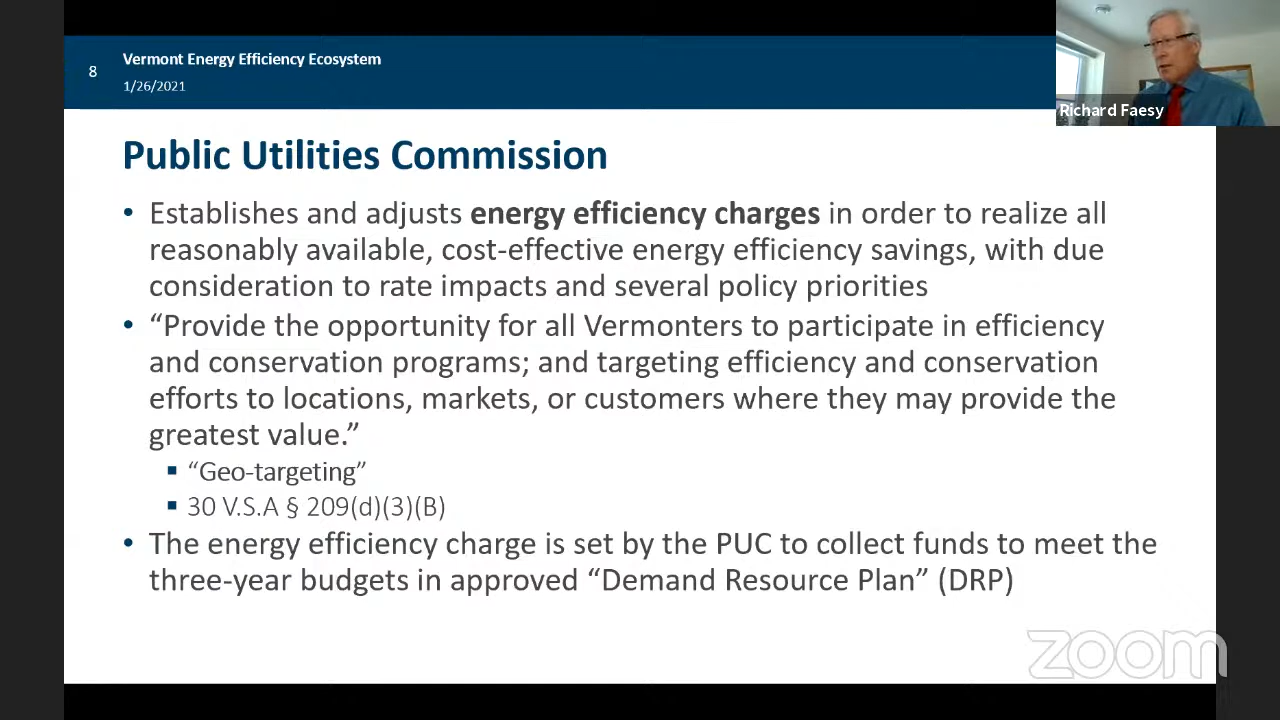 8
Vermont Energy Efficiency Ecosystem
1/26/2021
Richard Faesy
Public Utilities Commission
• Establishes and adjusts energy efficiency charges in order to realize all
reasonably available, cost-effective energy efficiency savings, with due
consideration to rate impacts and several policy priorities
• “Provide the opportunity for all Vermonters to participate in efficiency
and conservation programs; and targeting efficiency and conservation
efforts to locations, markets, or customers where they may provide the
greatest value.”
▪ “Geo-targeting”
▪ 30 V.S.A § 209(d)(3)(B)
• The energy efficiency charge is set by the PUC to collect funds to meet the
three-year budgets in approved “Demand Resource Plan” (DRP)
zoom